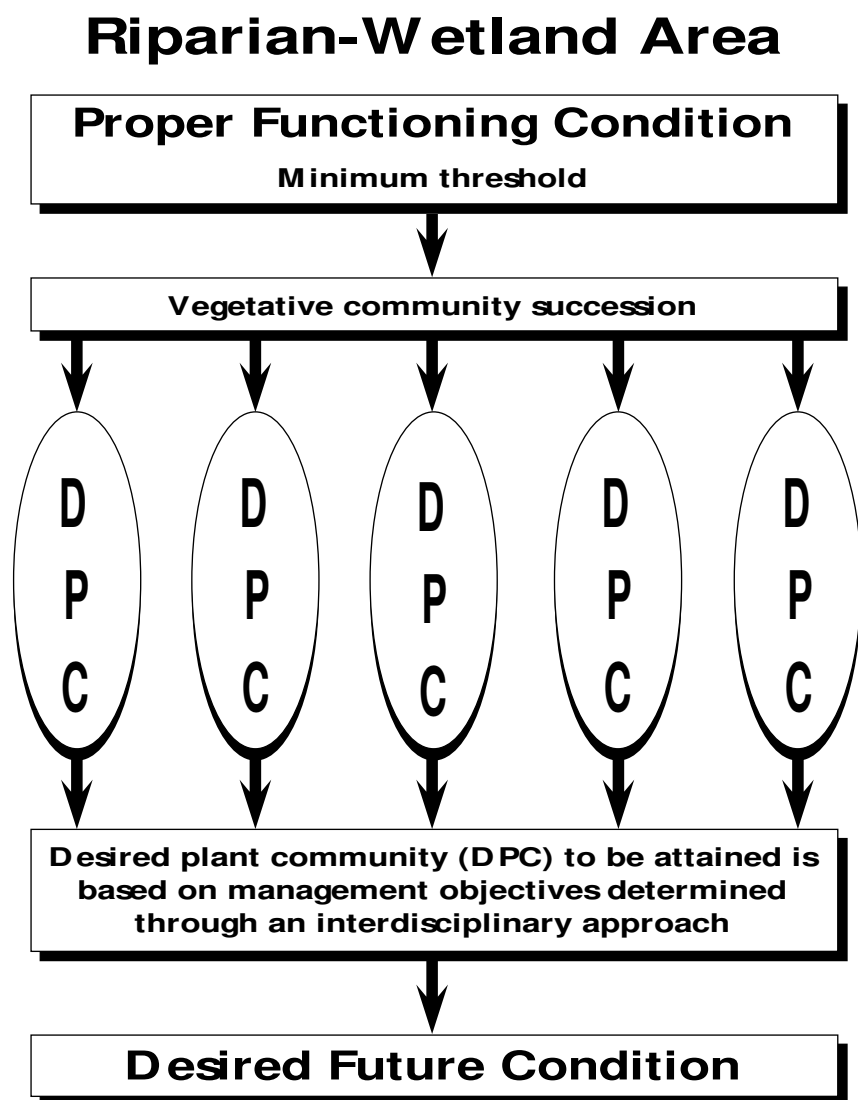 Riparian-Wetland Area
Proper Functioning Condition
Minimum threshold
Vegetative community succession
D D D D D
P P P P P
C C C C C
Desired plant community (DPC) to be attained is
based on management objectives determined
through an interdisciplinary approach
Desired Future Condition